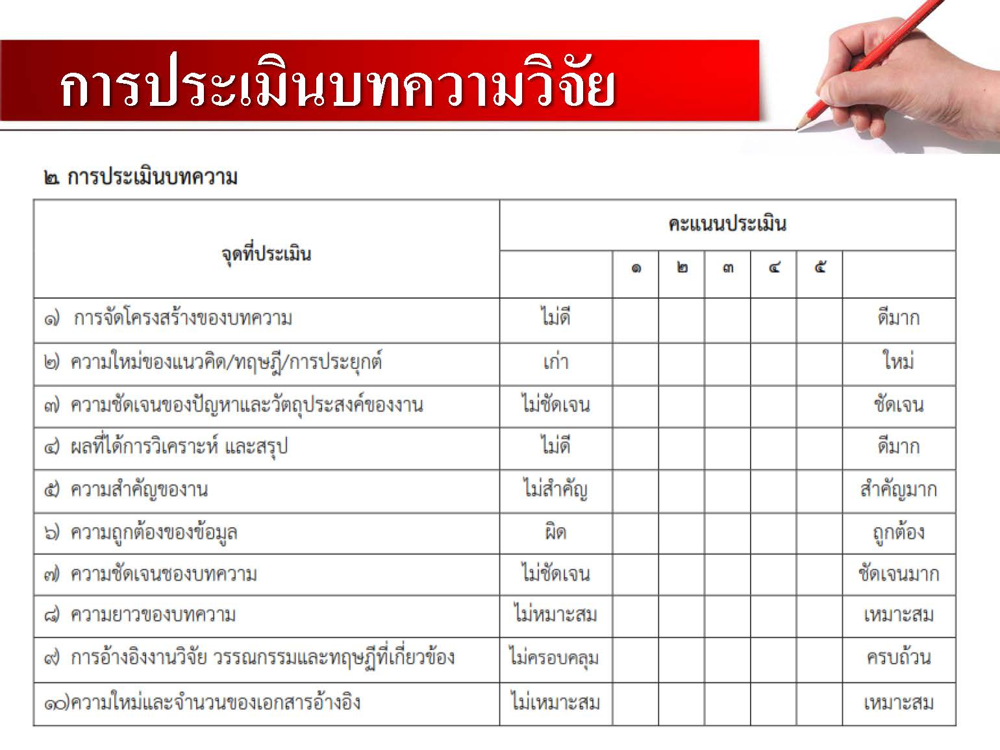 การประเมินบทความวิจัย
๒. การประเมินบทความ
จุดที่ประเมิน คะแนนประเมิน
๑ ๒ ๓ ๔ ๕
๑) การจัดโครงสร้างของบทความ ไม่ดี ดีมาก
๒) ความใหม่ของแนวคิด/ทฤษฎี/การประยุกต์ เก่า ใหม่
๓) ความชัดเจนของปัญหาและวัตถุประสงค์ของงาน ไม่ชัดเจน ชัดเจน
๔) ผลที่ได้การวิเคราะห์ และสรุป ไม่ดี ดีมาก
๕) ความสำคัญของงาน ไม่สำคัญ สำคัญมาก
๖) ความถูกต้องของข้อมูล ผิด ถูกต้อง
๗) ความชัดเจนชองบทความ ไม่ชัดเจน ชัดเจนมาก
๘) ความยาวของบทความ ไม่หมาะสม เหมาะสม
๙) การอ้างอิงงานวิจัย วรรณกรรมและทฤษฏีที่เกี่ยวข้อง ไม่ครอบคลุม ครบถ้วน
๑๐)ความใหม่และจำนวนของเอกสารอ้างอิง ไม่เหมาะสม เหมาะสม